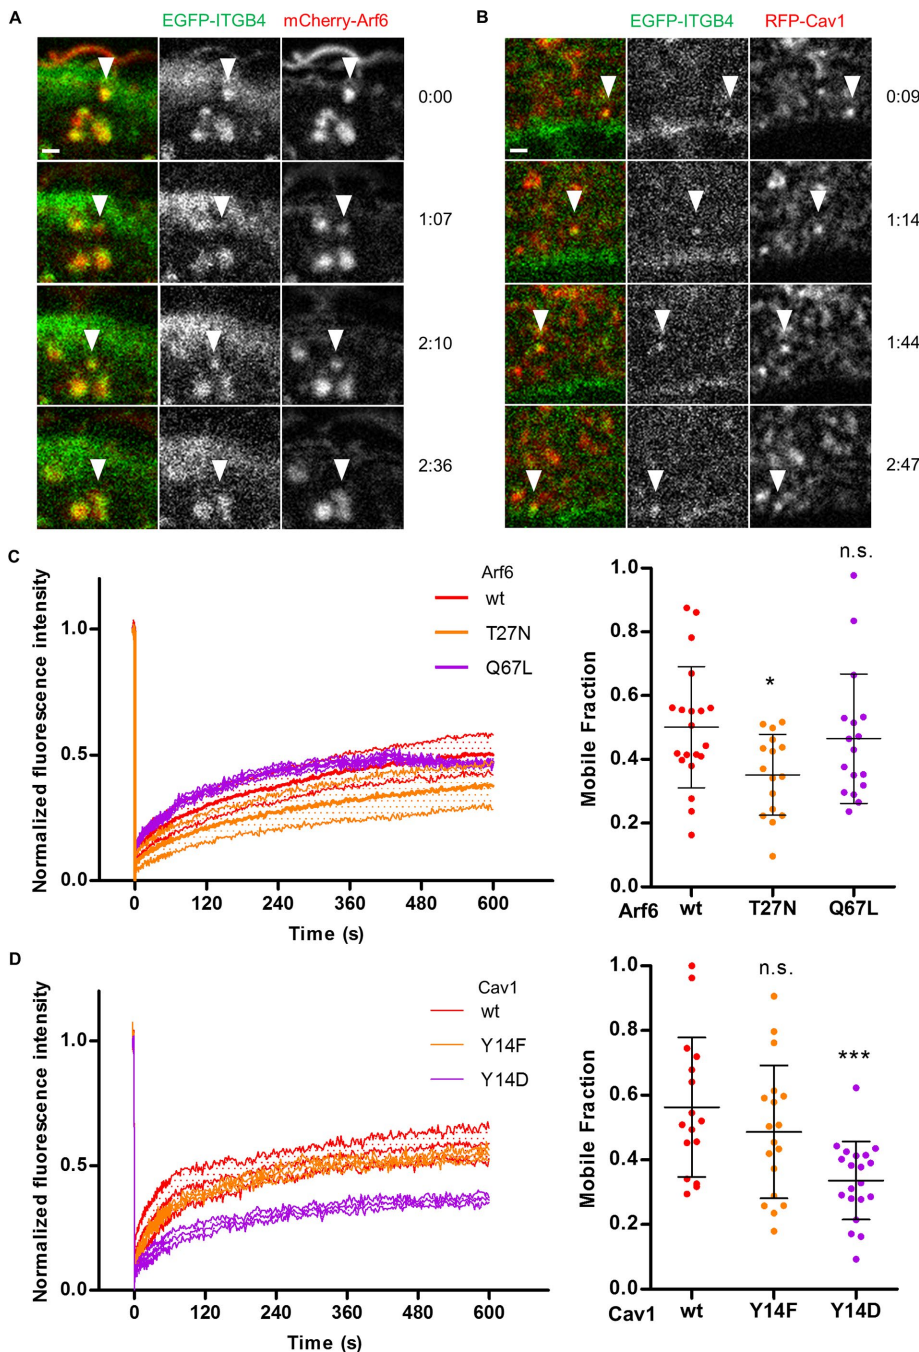 A
EGFP-ITGB4 mCherry-Arf6
0:00
1:07
2:10
2:36
B
EGFP-ITGB4 RFP-Cav1
0:09
1:14
1:44
2:47
C
Normalized fluorescence intensity
1.0
0.5
0.0
0 120 240 360 480 600
Time (s)
Arf6
wt
T27N
Q67L
Mobile Fraction
1.0
0.8
0.6
0.4
0.2
0.0
*
n.s.
Arf6 wt T27N Q67L
D
Normalized fluorescence intensity
1.0
0.5
0.0
0 120 240 360 480 600
Time (s)
Cav1
wt
Y14F
Y14D
Mobile Fraction
1.0
0.8
0.6
0.4
0.2
0.0
n.s.
***
Cav1 wt Y14F Y14D